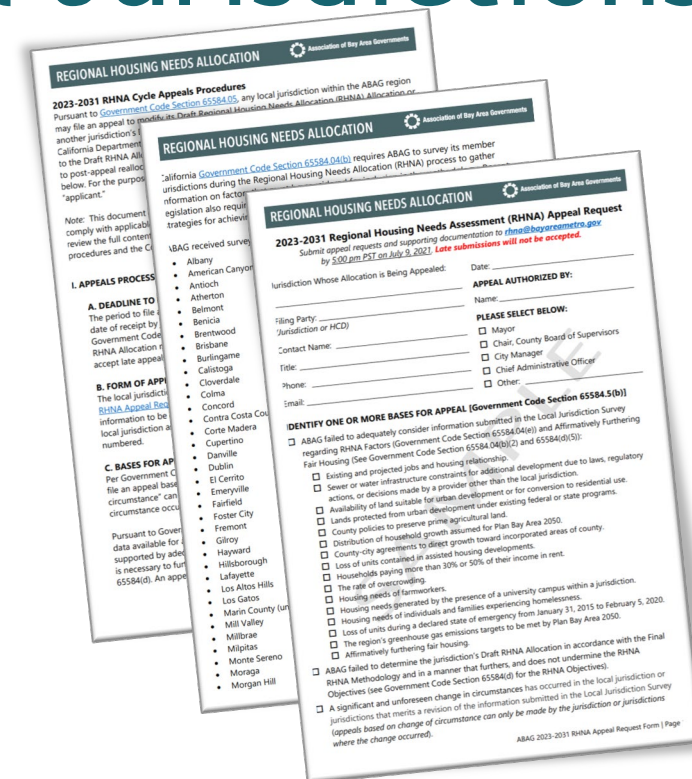 REGIONAL HOUSING NEEDS ALLOCATION
Association of Bay Area Governments
2023-2031 RHNA Cycle Appeals Procedures
Pursuant to Government Code Section 65584.05, any local jurisdiction within the ABAG region
may file an appeal to modify its Draft Regional Housing Needs Allocation (RHNA) Allocation or
another jurisdiction's
California Department
to the Draft RHNA All
to post-appeal realloc
below. For the purpos
"applicant."
Note: This document
comply with applicabl
review the full conten
procedures and the C
I. APPEALS PROCESS
A. DEADLINE TO
The period to file a
date of receipt by
Government Code
RHNA Allocation r
accept late appeal
B. FORM OF APP
The local jurisdicti
RHNA Appeal Req
information to be
local jurisdiction a
numbered.
C. BASES FOR AP
Per Government C
file an appeal base
circumstance" can
circumstance occu
Pursuant to Gover
data available for a
supported by adeq
is necessary to fur
65584(d). An appe
REGIONAL HOUSING NEEDS ALLOCATION
Association of Bay Area Governments
California Government Code Section 65584.04(b) requires ABAG to survey its member
urisdictions during the Regional Housing Needs Allocation (RHNA) process to gather
nformation on factors
egislation also requir
trategies for achievin
ABAG received survey
• Albany
• American Canyon
• Antioch
• Atherton
• Belmont
• Benicia
• Brentwood
• Brisbane
• Burlingame
• Calistoga
• Cloverdale
• Colma
• Concord
• Contra Costa Cou
• Corte Madera
• Cupertino
• Danville
• Dublin
• El Cerrito
• Emeryville
• Fairfield
• Foster City
• Fremont
• Gilroy
• Hayward
• Hillsborough
• Lafayette
• Los Altos Hills
• Los Gatos
• Marin County (un
• Mill Valley
• Millbrae
• Milpitas
• Monte Sereno
• Moraga
• Morgan Hill
REGIONAL HOUSING NEEDS ALLOCATION
Association of Bay Area Governments
2023-2031 Regional Housing Needs Assessment (RHNA) Appeal Request
Submit appeal requests and supporting documentation to rhna@bayareametro.gov
by 5:00 pm PST on July 9, 2021. Late submissions will not be accepted.
Jurisdiction Whose Allocation is Being Appealed:
Date:
Filing Party:
(Jurisdiction or HCD)
APPEAL AUTHORIZED BY:
Name:
Contact Name:
PLEASE SELECT BELOW:
Title:
☐ Mayor
☐ Chair, County Board of Supervisors
Phone:
☐ City Manager
☐ Chief Administrative Officer
Email:
☐ Other:
IDENTIFY ONE OR MORE BASES FOR APPEAL [Government Code Section 65584.5(b)]
☐ ABAG failed to adequately consider information submitted in the Local Jurisdiction Survey
regarding RHNA Factors (Government Code Section 65584.04(e)) and Affirmatively Furthering
Fair Housing (See Government Code Section 65584.04(b)(2) and 65584(d)(5)):
☐ Existing and projected jobs and housing relationship.
☐ Sewer or water infrastructure constraints for additional development due to laws, regulatory
actions, or decisions made by a provider other than the local jurisdiction.
☐ Availability of land suitable for urban development or for conversion to residential use.
☐ Lands protected from urban development under existing federal or state programs.
☐ County policies to preserve prime agricultural land.
☐ Distribution of household growth assumed for Plan Bay Area 2050.
☐ County-city agreements to direct growth toward incorporated areas of county.
☐ Loss of units contained in assisted housing developments.
☐ Households paying more than 30% or 50% of their income in rent.
☐ The rate of overcrowding.
☐ Housing needs of farmworkers.
☐ Housing needs generated by the presence of a university campus within a jurisdiction.
☐ Housing needs of individuals and families experiencing homelessness.
☐ Loss of units during a declared state of emergency from January 31, 2015 to February 5, 2020.
☐ The region's greenhouse gas emissions targets to be met by Plan Bay Area 2050.
☐ Affirmatively furthering fair housing.
☐ ABAG failed to determine the jurisdiction's Draft RHNA Allocation in accordance with the Final
RHNA Methodology and in a manner that furthers, and does not undermine the RHNA
Objectives (see Government Code Section 65584(d) for the RHNA Objectives).
☐ A significant and unforeseen change in circumstances has occurred in the local jurisdiction or
jurisdictions that merits a revision of the information submitted in the Local Jurisdiction Survey
(appeals based on change of circumstance can only be made by the jurisdiction or jurisdictions
where the change occurred).
ABAG 2023-2031 RHNA Appeal Request Form | Page
SAMPLE